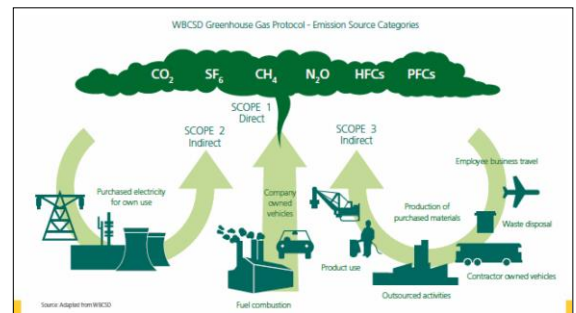 WBCSD Greenhouse Gas Protocol - Emission Source Categories
CO2 SF6 CH4 N2O HFCs PFCs
SCOPE 1
Direct
SCOPE 2
Indirect
SCOPE 3
Indirect
Employee business travel
Purchased electricity
for own use
Company
owned
vehicles
Production of
purchased materials
Waste disposal
Product use
Contractor owned vehicles
Outsourced activities
Fuel combustion
Source: Adapted from WBCSD